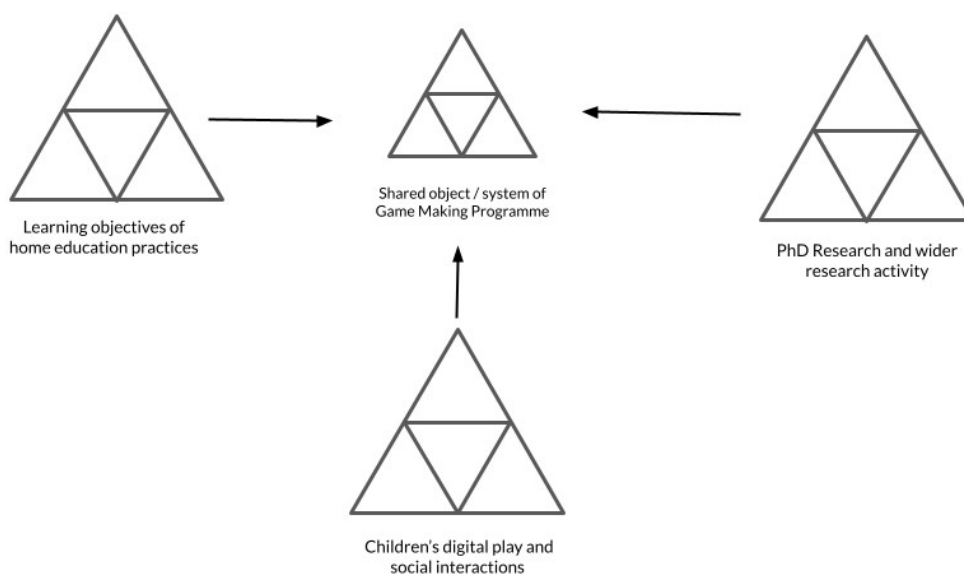 Learning objectives of
home education practices
Shared object / system of
Game Making Programme
PhD Research and wider
research activity
Children’s digital play and
social interactions